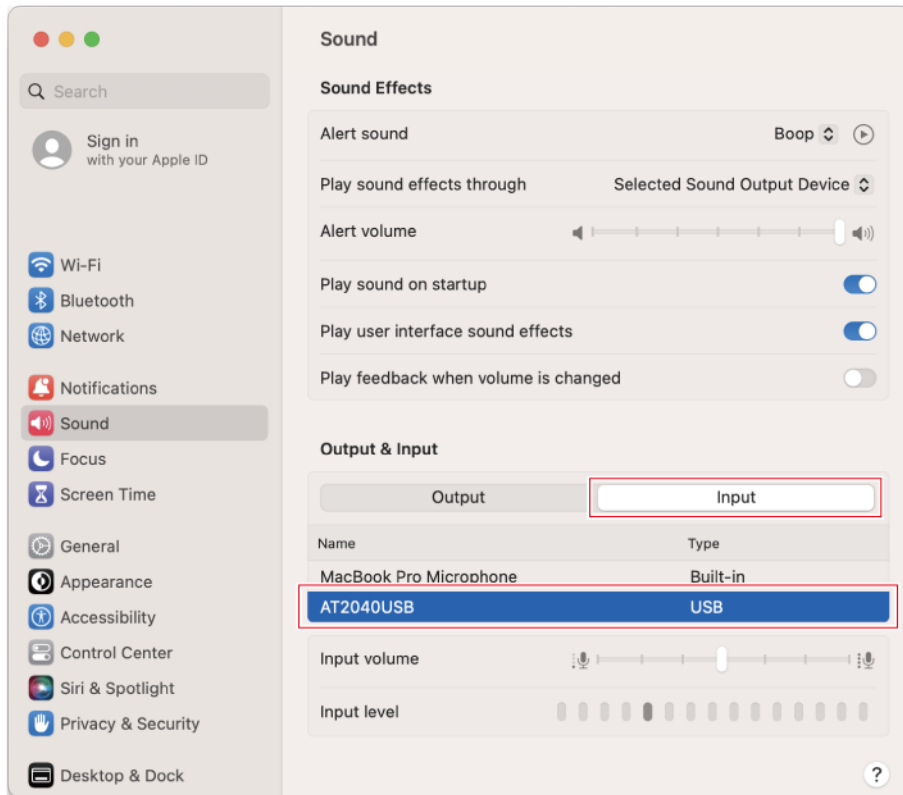 Search
Sign in
with your Apple ID
Wi-Fi
Bluetooth
Network
Notifications
Sound
Focus
Screen Time
General
Appearance
Accessibility
Control Center
Siri & Spotlight
Privacy & Security
Desktop & Dock
Sound
Sound Effects
Alert sound Boop
Play sound effects through Selected Sound Output Device
Alert volume
Play sound on startup
Play user interface sound effects
Play feedback when volume is changed
Output & Input
Output Input
Name Type
MacBook Pro Microphone Built-in
AT2040USB USB
Input volume
Input level
?